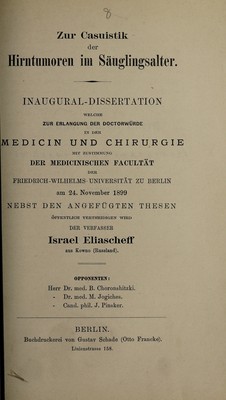 8
Zur Casuistik
der
Hirntumoren im Säuglingsalter.
INAUGURAL-DISSERTATION
WELCHE
ZUR ERLANGUNG DER DOCTORWÜRDE
IN DER
MEDICIN UND CHIRURGIE
MIT ZUSTIMMUNG
DER MEDICINISCHEN FACULTÄT
DER
FRIEDRICH-WILHELMS-UNIVERSITÄT ZU BERLIN
am 24. November 1899
NEBST DEN ANGEFÜGTEN THESEN
ÖFFENTLICH VERTHEIDIGEN WIRD
DER VERFASSER
Israel Eliascheff
aus Kowno (Russland).
OPPONENTEN:
Herr Dr. med. B. Choronshitzki.
- Dr. med. M. Jogiches.
- Cand. phil. J. Pinsker.
BERLIN.
Buchdruckerei von Gustav Schade (Otto Francke).
Linienstrasse 158.